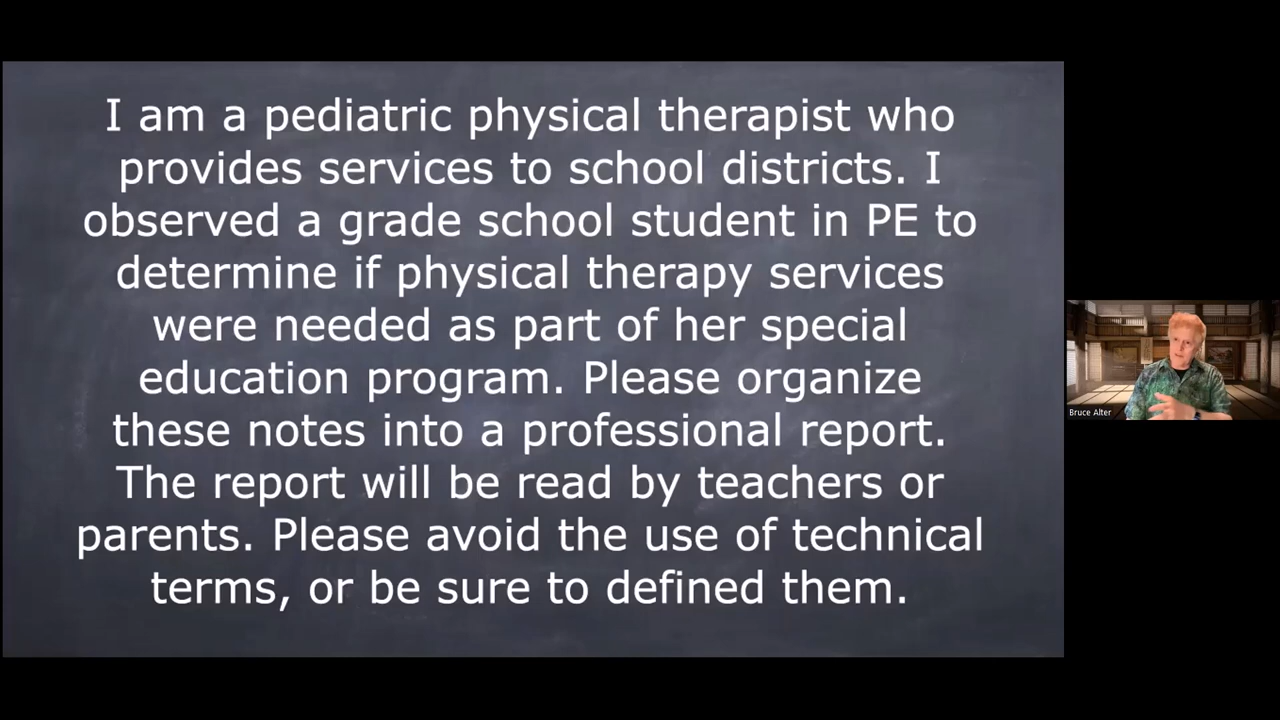 I am a pediatric physical therapist who
provides services to school districts. I
observed a grade school student in PE to
determine if physical therapy services
were needed as part of her special
education program. Please organize
these notes into a professional report.
The report will be read by teachers or
parents. Please avoid the use of technical
terms, or be sure to defined them.
Bruce Alter